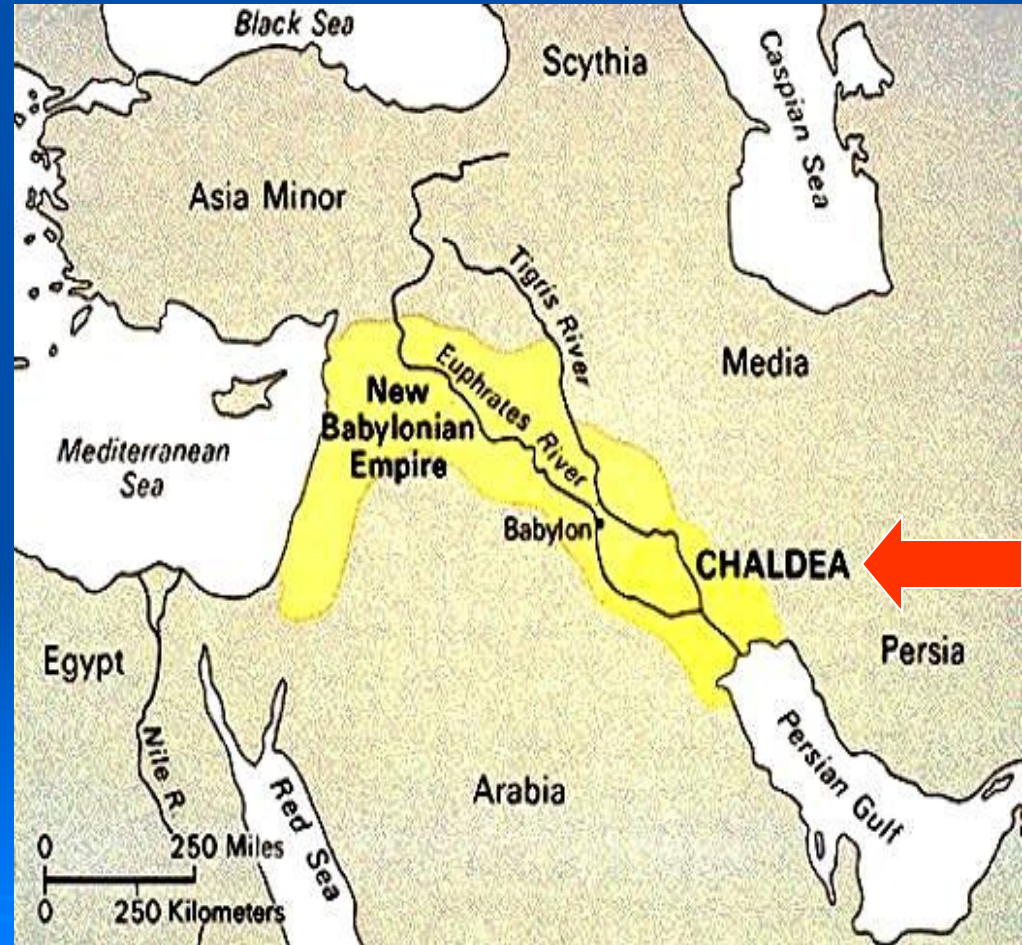 Black Sea
Scythia
Caspian Sea
Asia Minor
Tigris River
Media
Euphrates River
New
Babylonian
Empire
Mediterranean
Sea
Babylon
CHALDEA
Egypt
Persia
Nile R.
Red Sea
Arabia
Persian Gulf
0 250 Miles
0 250 Kilometers